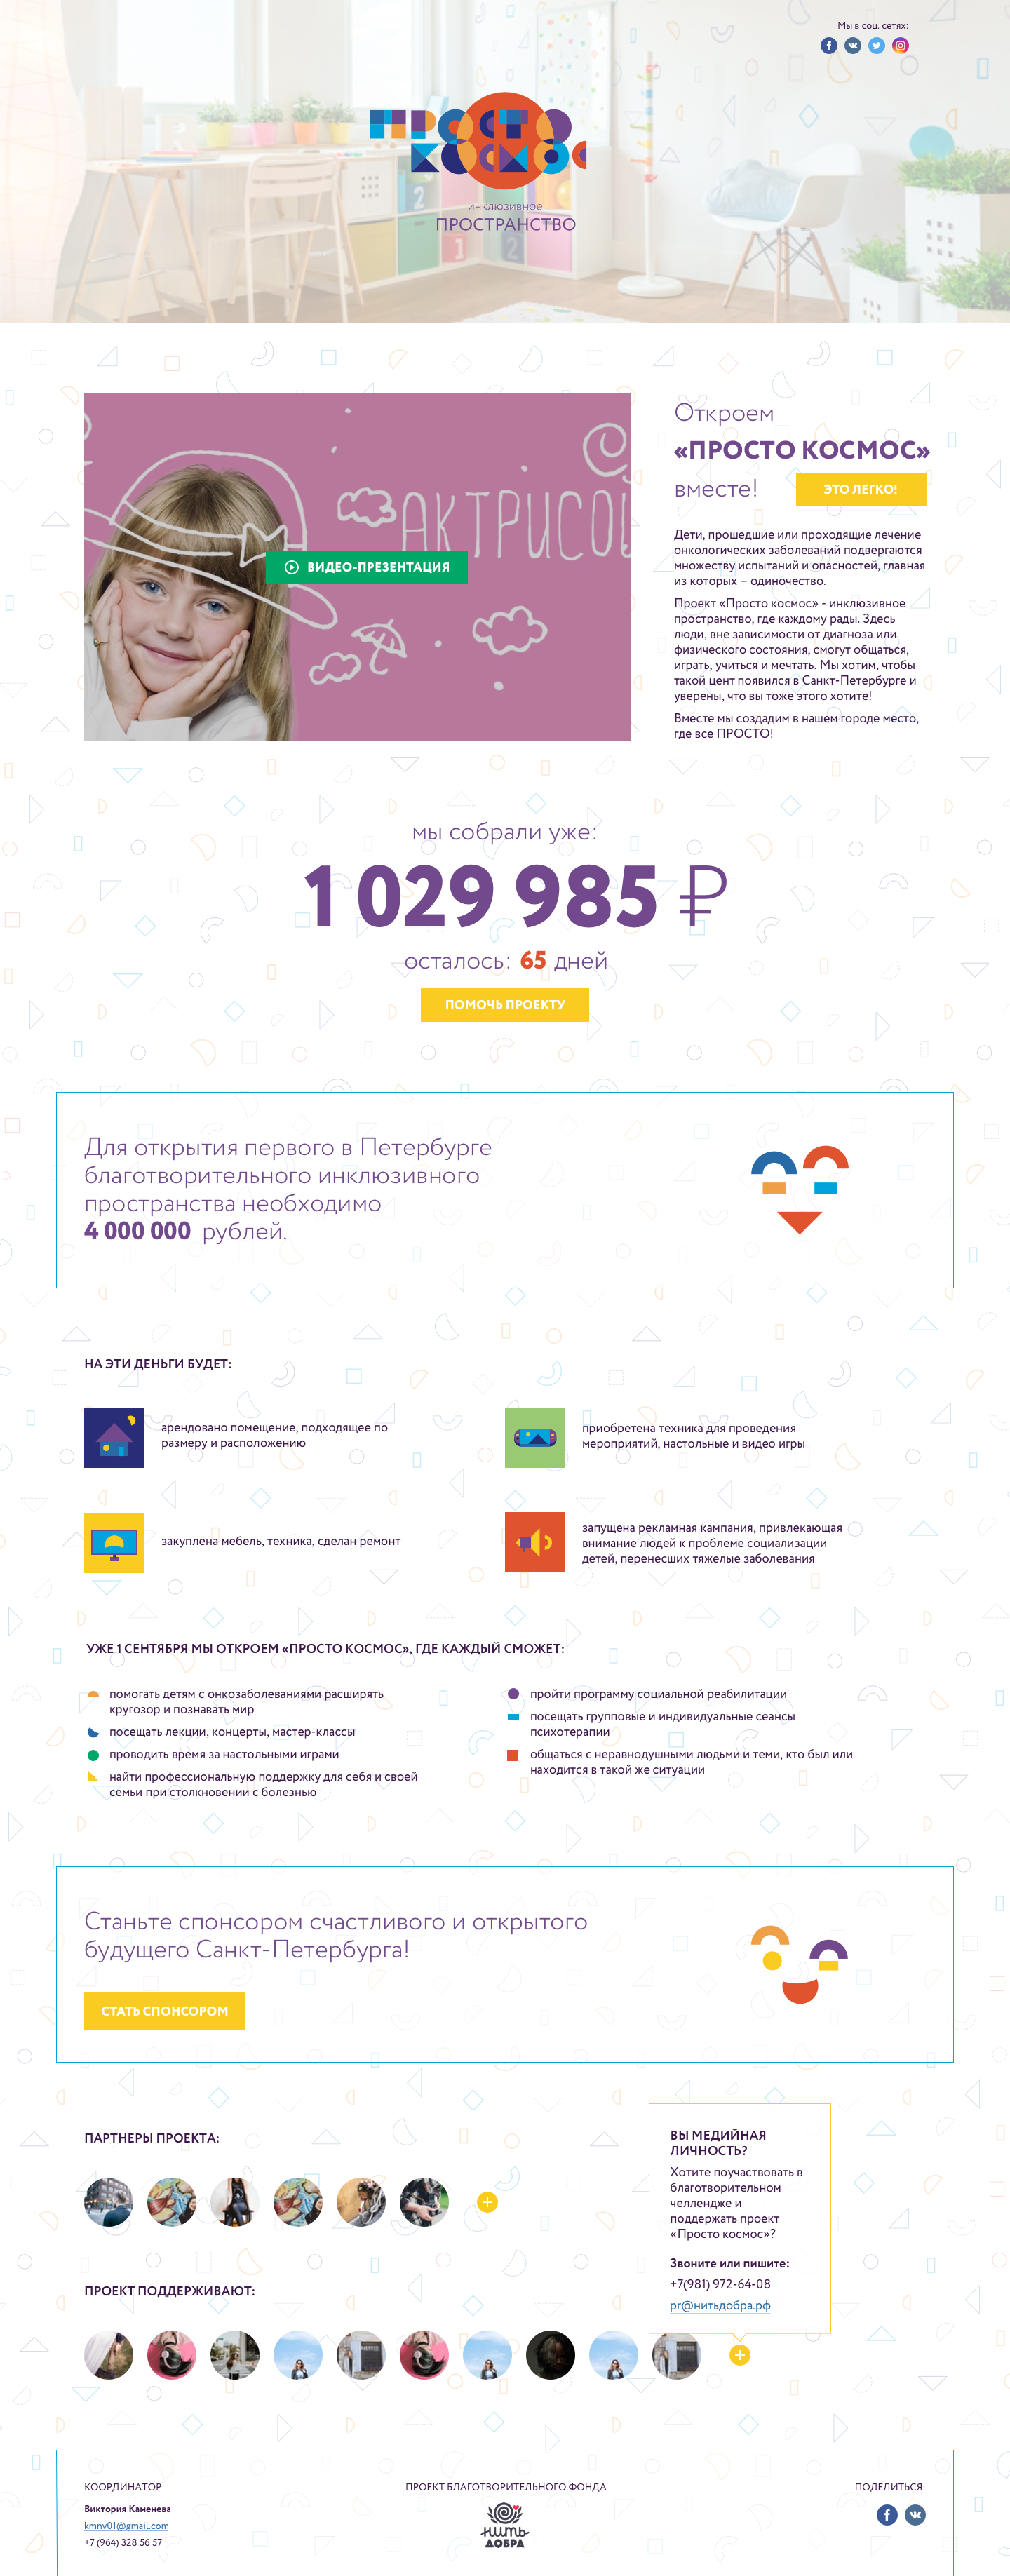 Мы в соц. сетях:
ПРОСТО
КОСМОС
инклюзивное
ПРОСТРАНСТВО
АКТРИСОЙ
ВИДЕО-ПРЕЗЕНТАЦИЯ
Откроем
«ПРОСТО КОСМОС»
вместе!
ЭТО ЛЕГКО!
Дети, прошедшие или проходящие лечение
онкологических заболеваний подвергаются
множеству испытаний и опасностей, главная
из которых – одиночество.
Проект «Просто космос» - инклюзивное
пространство, где каждому рады. Здесь
люди, вне зависимости от диагноза или
физического состояния, смогут общаться,
играть, учиться и мечтать. Мы хотим, чтобы
такой цент появился в Санкт-Петербурге и
уверены, что вы тоже этого хотите!
Вместе мы создадим в нашем городе место,
где все ПРОСТО!
мы собрали уже:
1 029 985 ₽
осталось: 65 дней
ПОМОЧЬ ПРОЕКТУ
Для открытия первого в Петербурге
благотворительного инклюзивного
пространства необходимо
4 000 000 рублей.
НА ЭТИ ДЕНЬГИ БУДЕТ:
арендовано помещение, подходящее по
размеру и расположению
приобретена техника для проведения
мероприятий, настольные и видео игры
закуплена мебель, техника, сделан ремонт
запущена рекламная кампания, привлекающая
внимание людей к проблеме социализации
детей, перенесших тяжелые заболевания
УЖЕ 1 СЕНТЯБРЯ МЫ ОТКРОЕМ «ПРОСТО КОСМОС», ГДЕ КАЖДЫЙ СМОЖЕТ:
помогать детям с онкозаболеваниями расширять
кругозор и познавать мир
посещать лекции, концерты, мастер-классы
проводить время за настольными играми
найти профессиональную поддержку для себя и своей
семьи при столкновении с болезнью
пройти программу социальной реабилитации
посещать групповые и индивидуальные сеансы
психотерапии
общаться с неравнодушными людьми и теми, кто был или
находится в такой же ситуации
Станьте спонсором счастливого и открытого
будущего Санкт-Петербурга!
СТАТЬ СПОНСОРОМ
ПАРТНЕРЫ ПРОЕКТА:
ПРОЕКТ ПОДДЕРЖИВАЮТ:
ВЫ МЕДИЙНАЯ
ЛИЧНОСТЬ?
Хотите поучаствовать в
благотворительном
челлендже и
поддержать проект
«Просто космос»?
Звоните или пишите:
+7(981) 972-64-08
pr@нитьдобра.рф
КООРДИНАТОР:
Виктория Каменева
kmnv01@gmail.com
+7 (964) 328 56 57
ПРОЕКТ БЛАГОТВОРИТЕЛЬНОГО ФОНДА
НИТЬ
ДОБРА
ПОДЕЛИТЬСЯ: